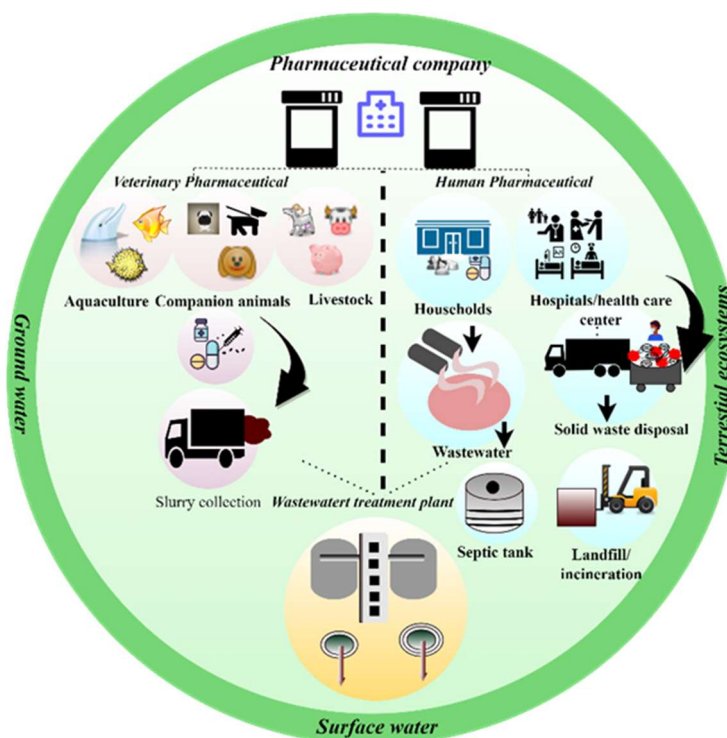 Pharmaceutical company
Veterinary Pharmaceutical
Human Pharmaceutical
Aquaculture
Companion animals
Livestock
Households
Hospitals/health care
center
Ground water
Terrestial ecosystems
Wastewater
Solid waste disposal
Slurry collection
Wastewatert treatment plant
Septic tank
Landfill/
incineration
Surface water